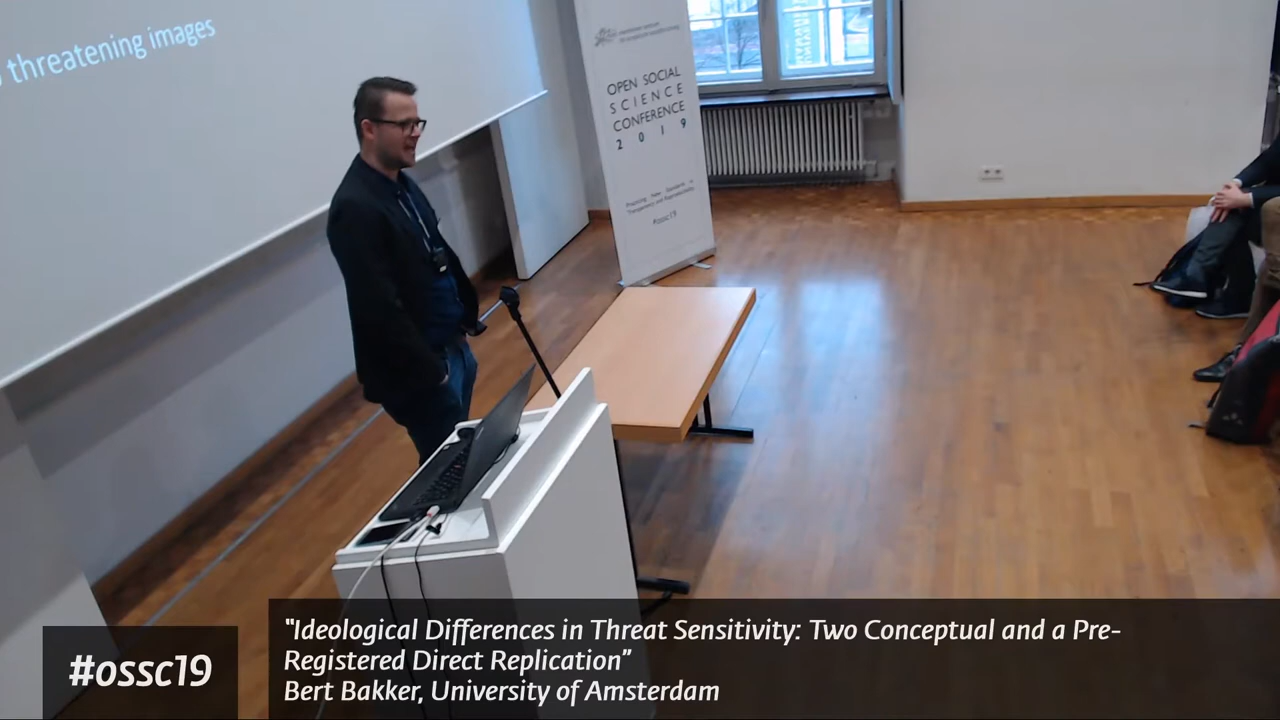 threatening images
OPEN SOCIAL
SCIENCE
CONFERENCE
2019
#ossc19
#ossc19
“Ideological Differences in Threat Sensitivity: Two Conceptual and a Pre-
Registered Direct Replication”
Bert Bakker, University of Amsterdam